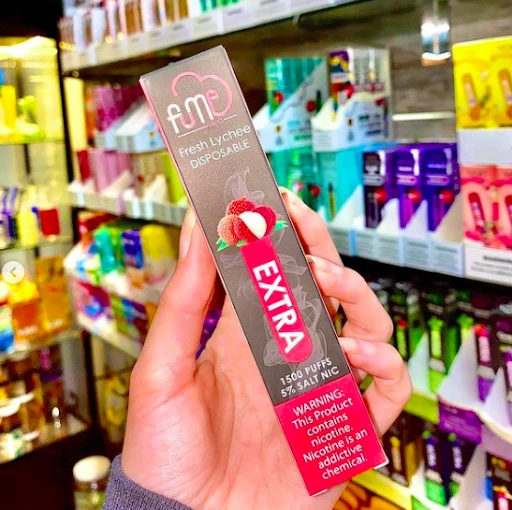 fume
Fresh Lychee
DISPOSABLE
EXTRA
1500 PUFFS
5% SALT NIC
WARNING:
This Product
contains
nicotine.
Nicotine is an
addictive
chemical.